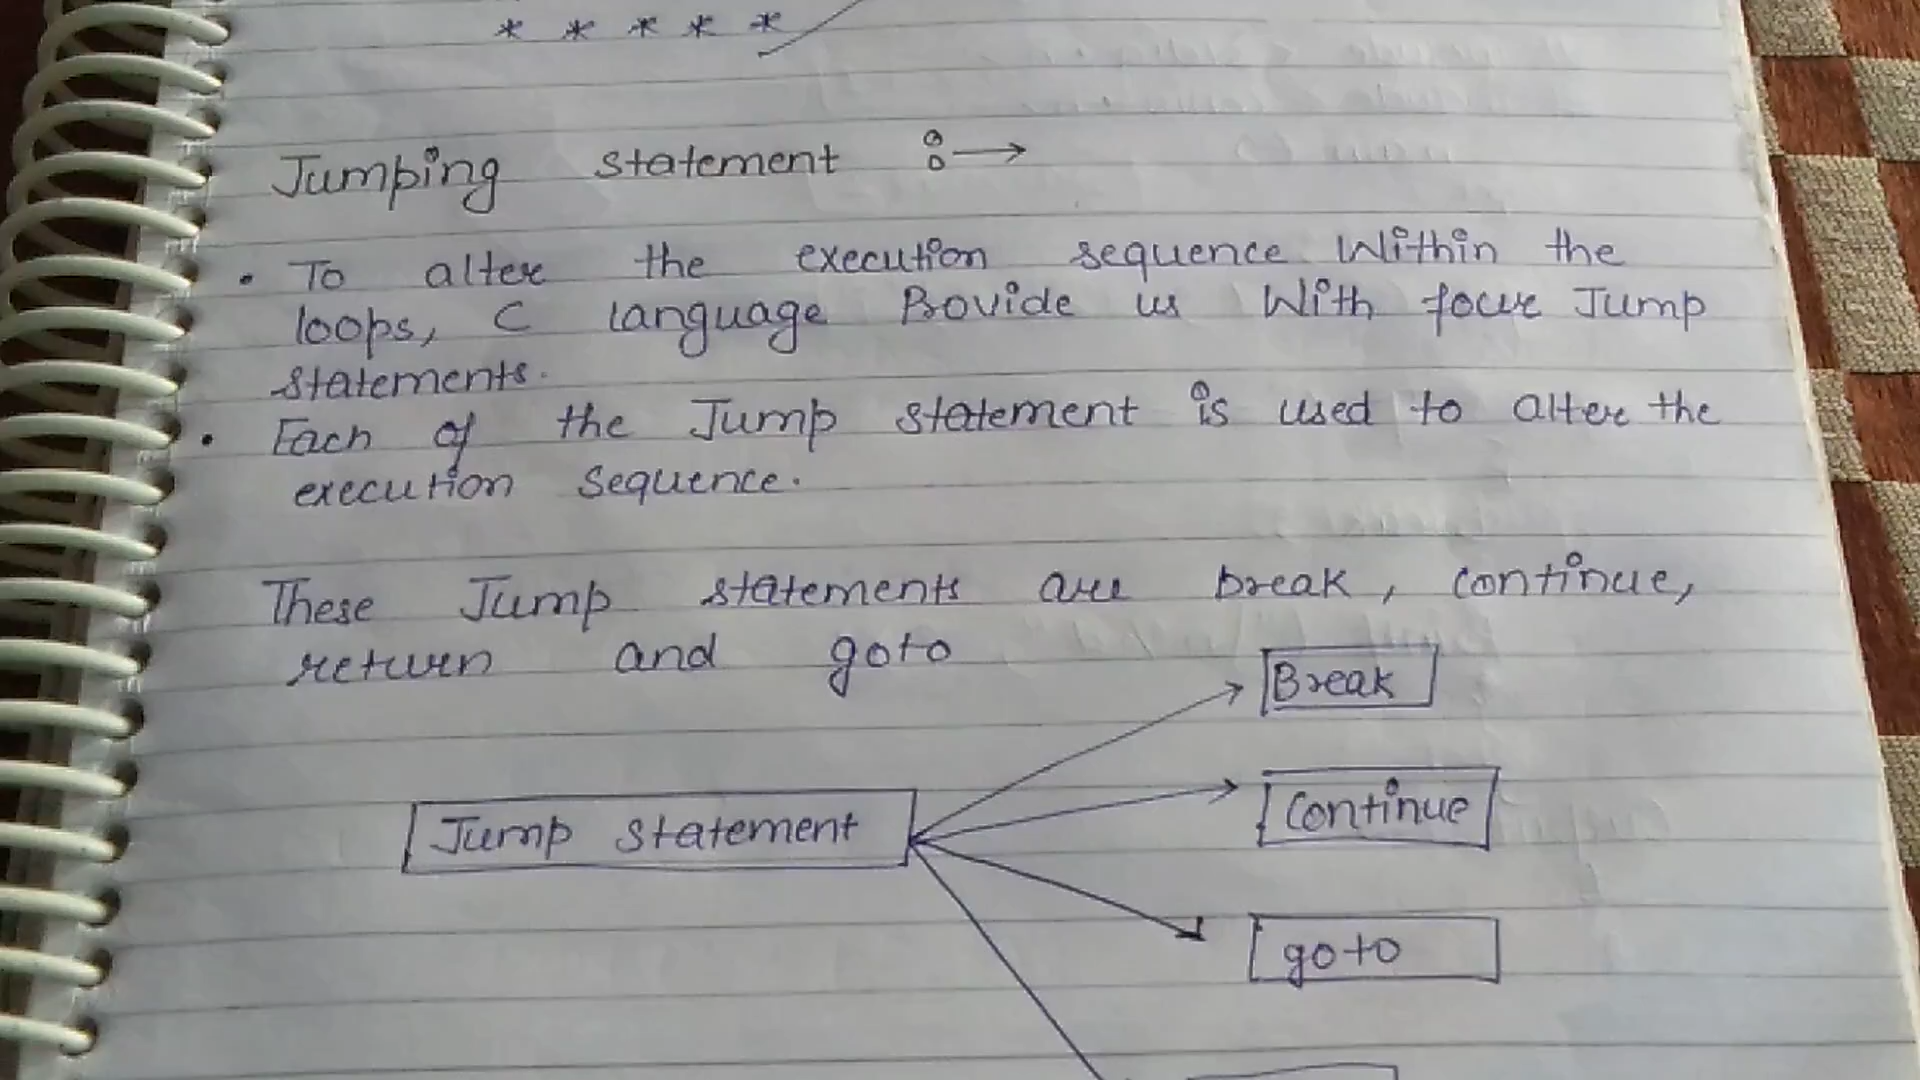 * * * * *
Jumping statement :→
• To alter the execution sequence Within the
loops, C language Provide us With four Jump
statements.
• Each of the Jump statement is used to alter the
execution sequence.
These Jump statements are break, continue,
return and goto
Break
Jump statement
Continue
goto